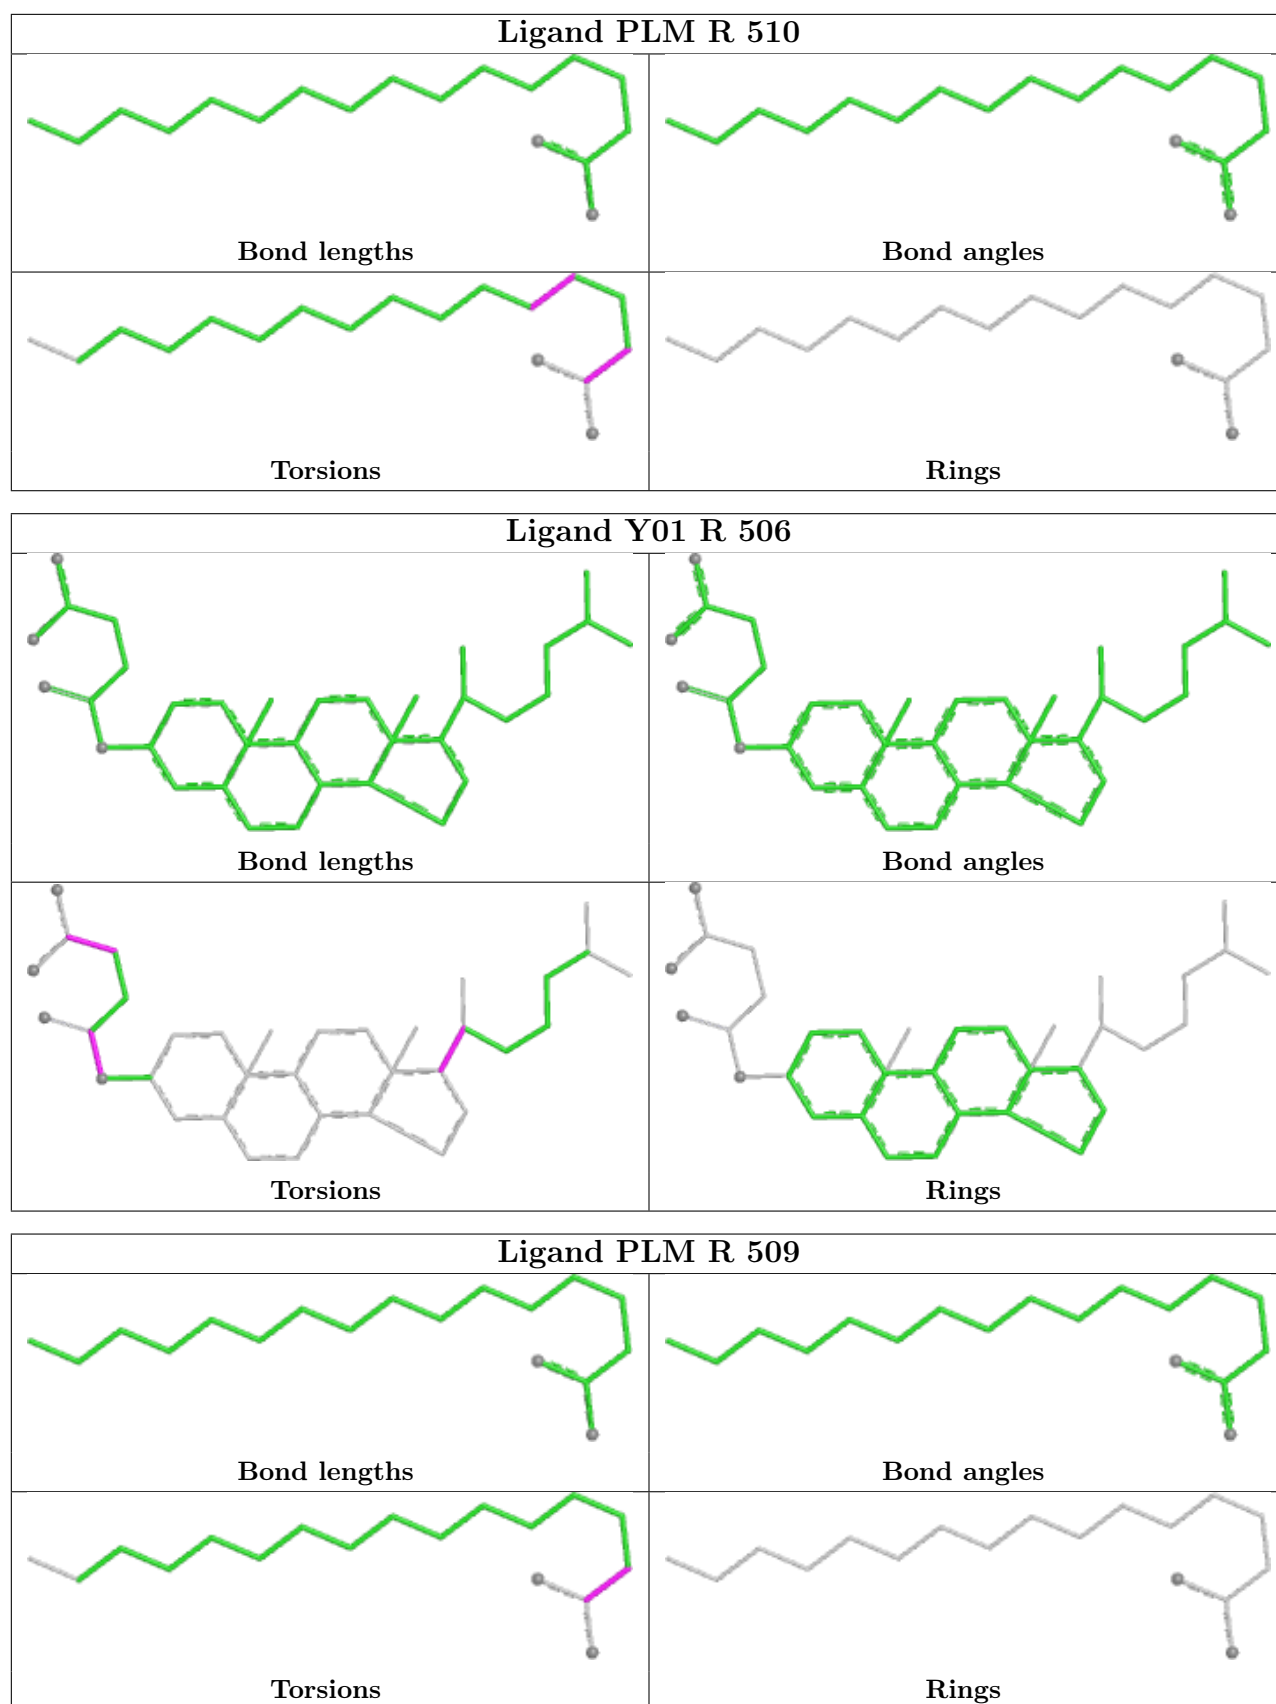 Ligand PLM R 510
Bond lengths
Bond angles
Torsions
Rings
Ligand Y01 R 506
Bond lengths
Bond angles
Torsions
Rings
Ligand PLM R 509
Bond lengths
Bond angles
Torsions
Rings